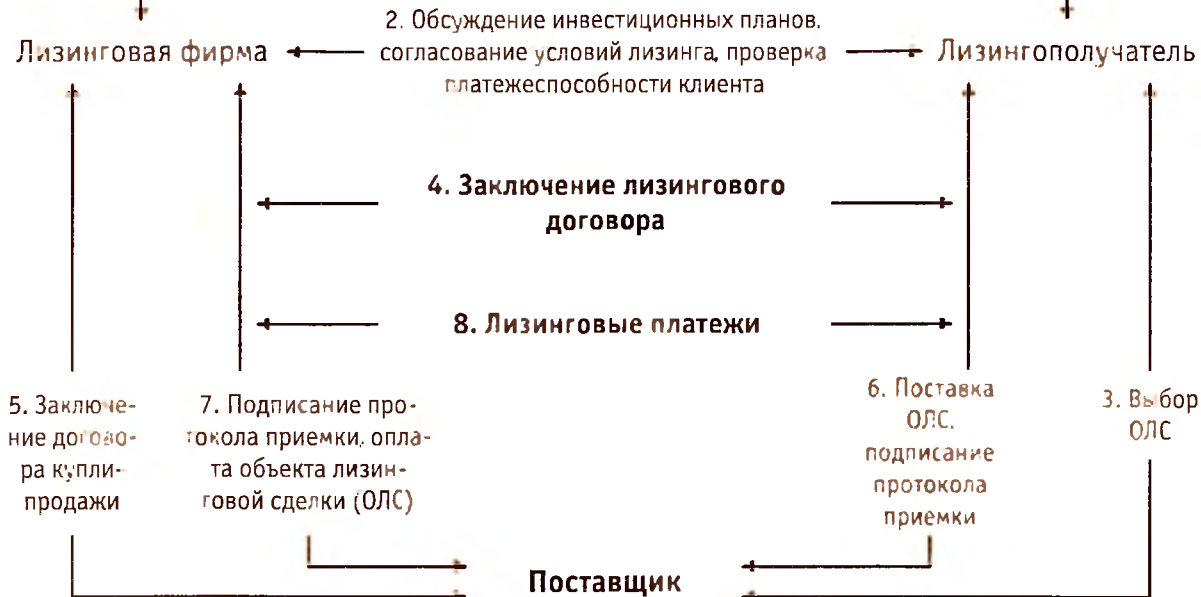 2. Обсуждение инвестиционных планов,
Лизинговая фирма согласование условий лизинга, проверка Лизингополучатель
платежеспособности клиента
4. Заключение лизингового
договора
8. Лизинговые платежи
5. Заключе-
ние догово-
ра купли-
продажи
7. Подписание про-
токола приемки, опла-
та объекта лизин-
говой сделки (ОЛС)
6. Поставка
ОЛС,
подписание
протокола
приемки
3. Выбор
ОЛС
Поставщик